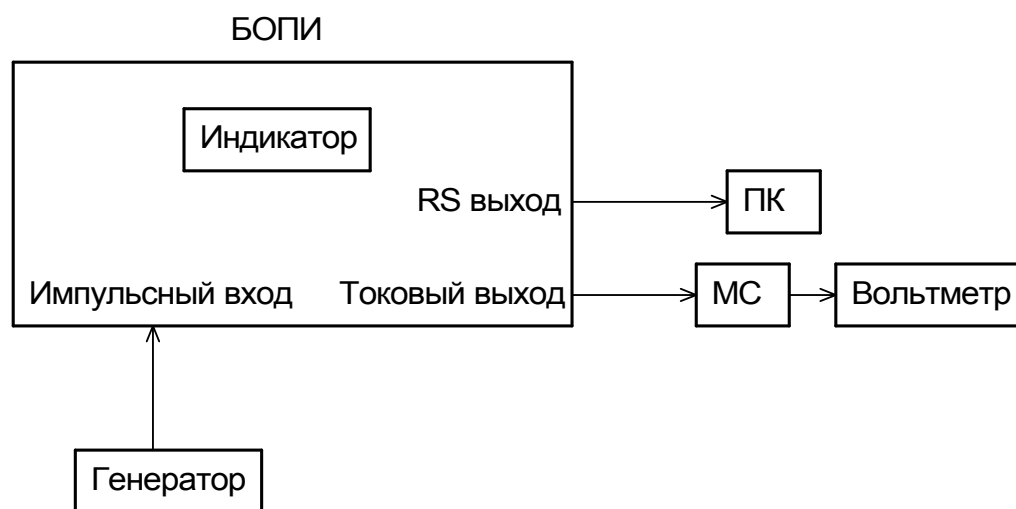 БОПИ
Индикатор
RS выход
ПК
Импульсный вход
Токовый выход
МС
Вольтметр
Генератор